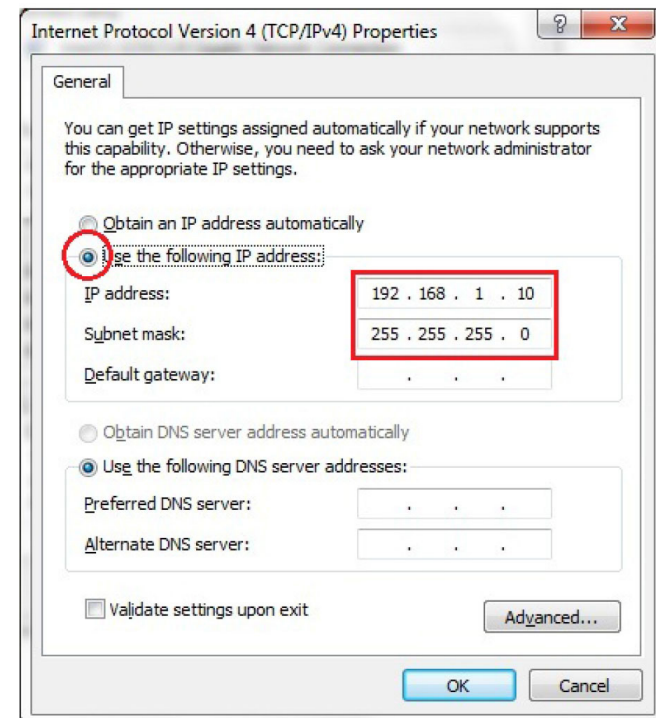 Internet Protocol Version 4 (TCP/IPv4) Properties
?
X
General
You can get IP settings assigned automatically if your network supports
this capability. Otherwise, you need to ask your network administrator
for the appropriate IP settings.
Obtain an IP address automatically
Use the following IP address:
IP address: 192 . 168 . 1 . 10
Subnet mask: 255 . 255 . 255 . 0
Default gateway: . . .
Obtain DNS server address automatically
Use the following DNS server addresses:
Preferred DNS server: . . .
Alternate DNS server: . . .
Validate settings upon exit
Advanced...
OK Cancel